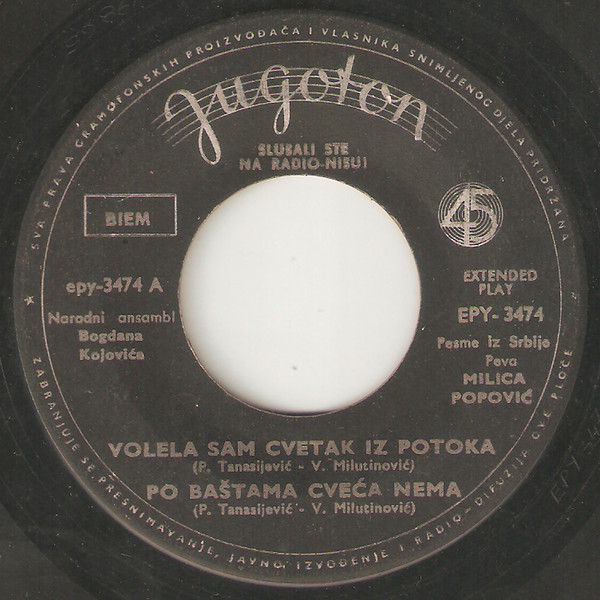 SVA PRAVA GRAMOFONSKIH PROIZVOĐAČA I VLASNIKA SNIMLJENOG DJELA PRIDRŽANA
Jugoton
SLUŠALI STE
NA RADIO-NIŠU!
BIEM
45
epy-3474 A
EXTENDED
PLAY
EPY-3474
Narodni ansambl
Bogdana
Kojovića
Pesme iz Srbije
Peva
MILICA
POPOVIĆ
VOLELA SAM CVETAK IZ POTOKA
(P. Tanasijević - V. Milutinović)
PO BAŠTAMA CVEĆA NEMA
(P. Tanasijević - V. Milutinović)
ZABRANJUJE SE PRESNIMAVANJE, JAVNO IZVOĐENJE I RADIO-DIFUZIJA OVE PLOČE